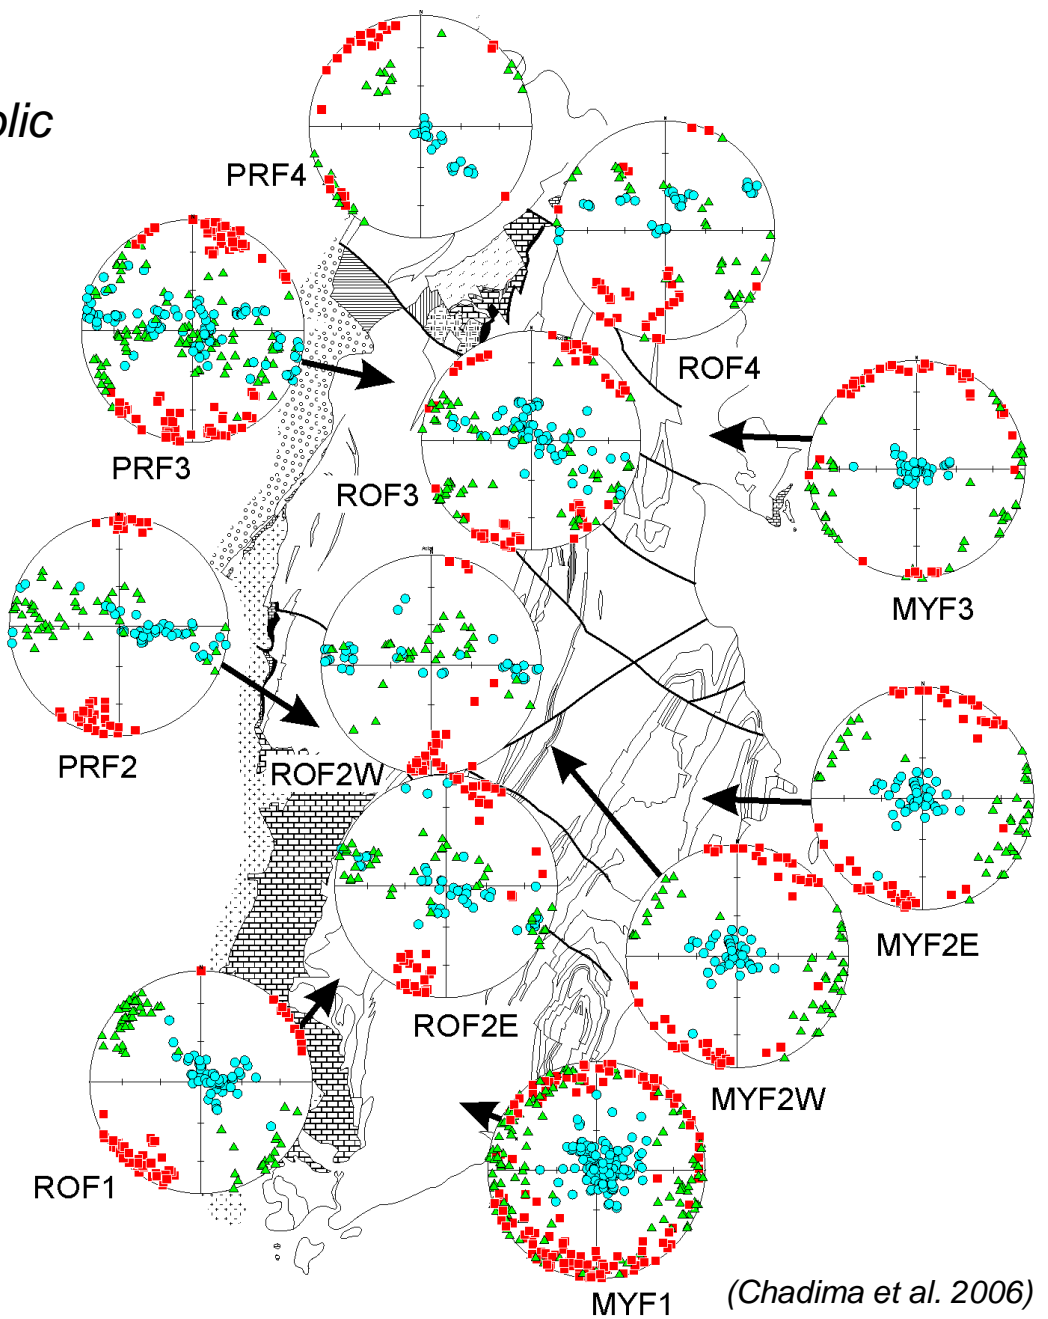 olic
PRF4
ROF4
PRF3
ROF3
MYF3
PRF2
ROF2W
MYF2E
ROF2E
MYF2W
ROF1
MYF1
(Chadima et al. 2006)